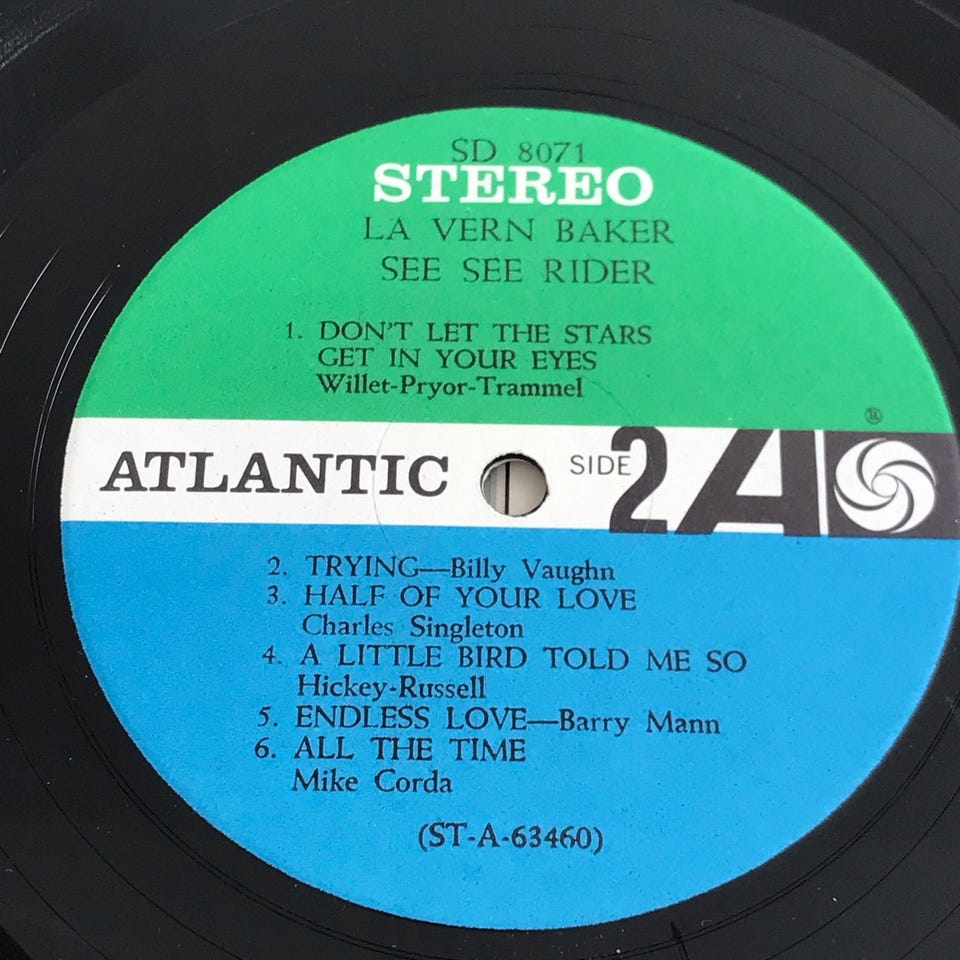 SD 8071
STEREO
LA VERN BAKER
SEE SEE RIDER
1. DON'T LET THE STARS
GET IN YOUR EYES
Willet-Pryor-Trammel
®
ATLANTIC SIDE 2 A
2. TRYING—Billy Vaughn
3. HALF OF YOUR LOVE
Charles Singleton
4. A LITTLE BIRD TOLD ME SO
Hickey-Russell
5. ENDLESS LOVE—Barry Mann
6. ALL THE TIME
Mike Corda
(ST-A-63460)